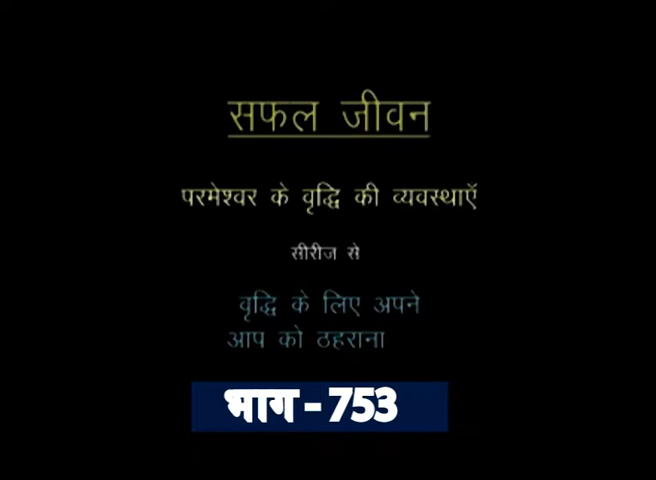 सफल जीवन
परमेश्वर के वृद्धि की व्यवस्थाएँ
सीरीज से
वृद्धि के लिए अपने
आप को ठहराना
भाग - 753